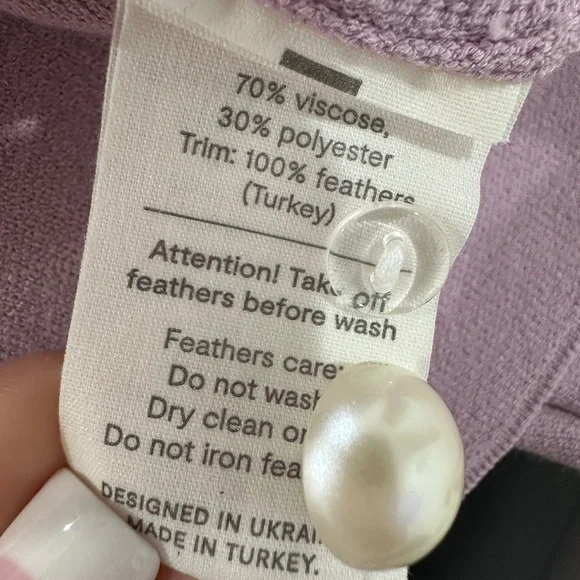 70% viscose,
30% polyester
Trim: 100% feathers
(Turkey)
Attention! Take off
feathers before wash
Feathers care:
Do not wash
Dry clean
Do not iron
DESIGNED IN
MADE IN TURKEY.